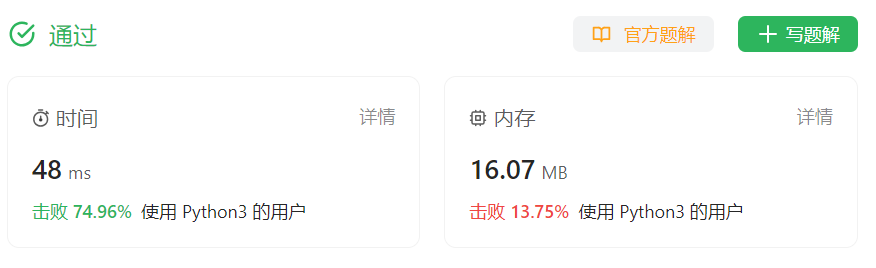 通过
官方题解
写题解
时间
详情
48 ms
击败 74.96% 使用 Python3 的用户
内存
详情
16.07 MB
击败 13.75% 使用 Python3 的用户